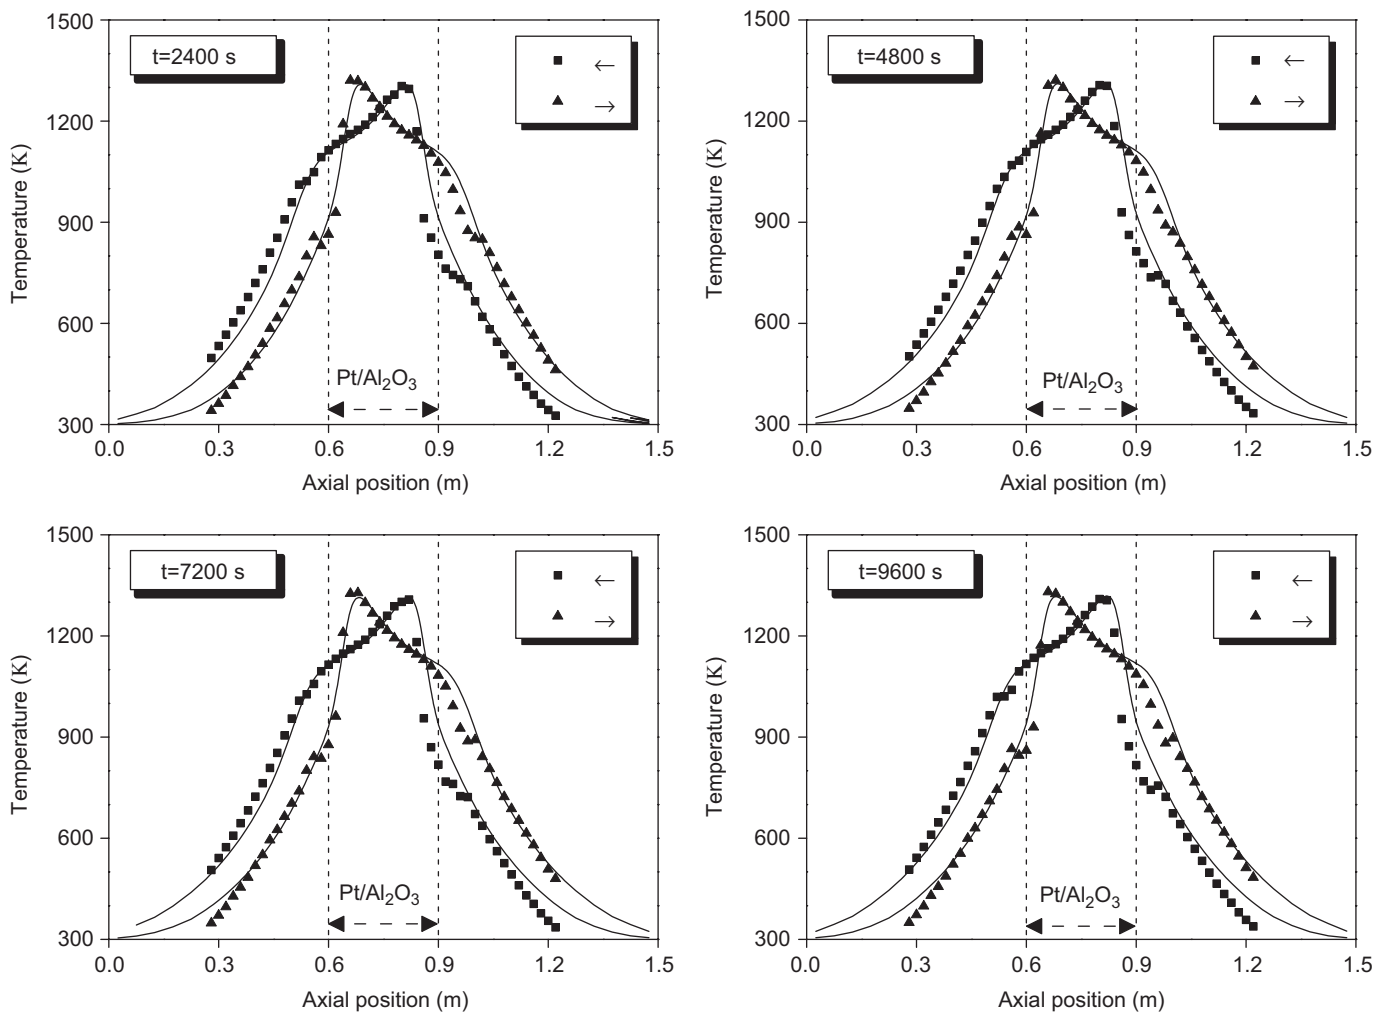 1500
1200
900
600
300
Temperature (K)
t=2400 s
←
→
Pt/Al2O3
0.0 0.3 0.6 0.9 1.2 1.5
Axial position (m)
1500
1200
900
600
300
Temperature (K)
t=4800 s
←
→
Pt/Al2O3
0.0 0.3 0.6 0.9 1.2 1.5
Axial position (m)
1500
1200
900
600
300
Temperature (K)
t=7200 s
←
→
Pt/Al2O3
0.0 0.3 0.6 0.9 1.2 1.5
Axial position (m)
1500
1200
900
600
300
Temperature (K)
t=9600 s
←
→
Pt/Al2O3
0.0 0.3 0.6 0.9 1.2 1.5
Axial position (m)